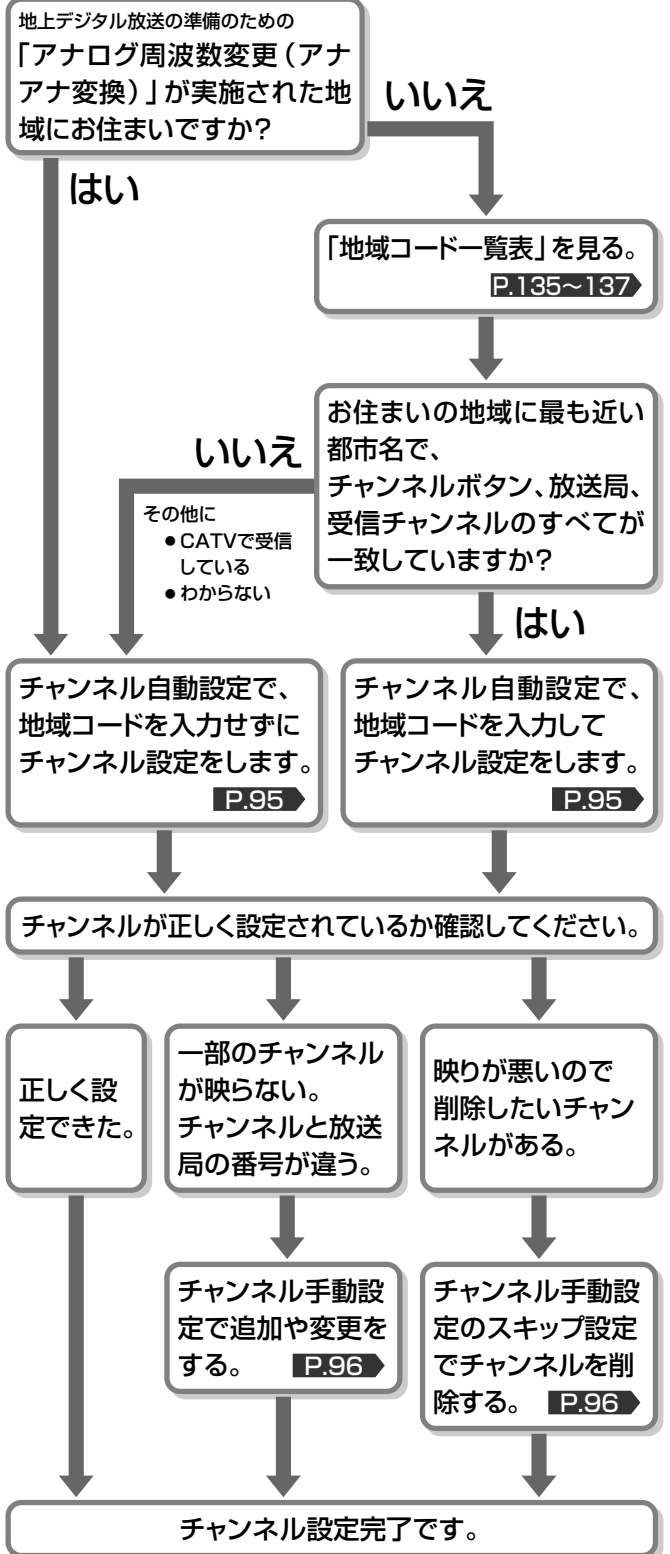 地上デジタル放送の準備のための
「アナログ周波数変更（アナ
アナ変換）」が実施された地
域にお住まいですか？
いいえ
はい
「地域コード一覧表」を見る。
P.135～137
お住まいの地域に最も近い
都市名で、
チャンネルボタン、放送局、
受信チャンネルのすべてが
一致していますか？
いいえ
その他に
●CATVで受信
している
●わからない
はい
チャンネル自動設定で、
地域コードを入力せずに
チャンネル設定をします。
P.95
チャンネル自動設定で、
地域コードを入力して
チャンネル設定をします。
P.95
チャンネルが正しく設定されているか確認してください。
正しく設
定できた。
一部のチャンネル
が映らない。
チャンネルと放送
局の番号が違う。
映りが悪いので
削除したいチャン
ネルがある。
チャンネル手動設
定で追加や変更を
する。 P.96
チャンネル手動設
定のスキップ設定
でチャンネルを削
除する。 P.96
チャンネル設定完了です。